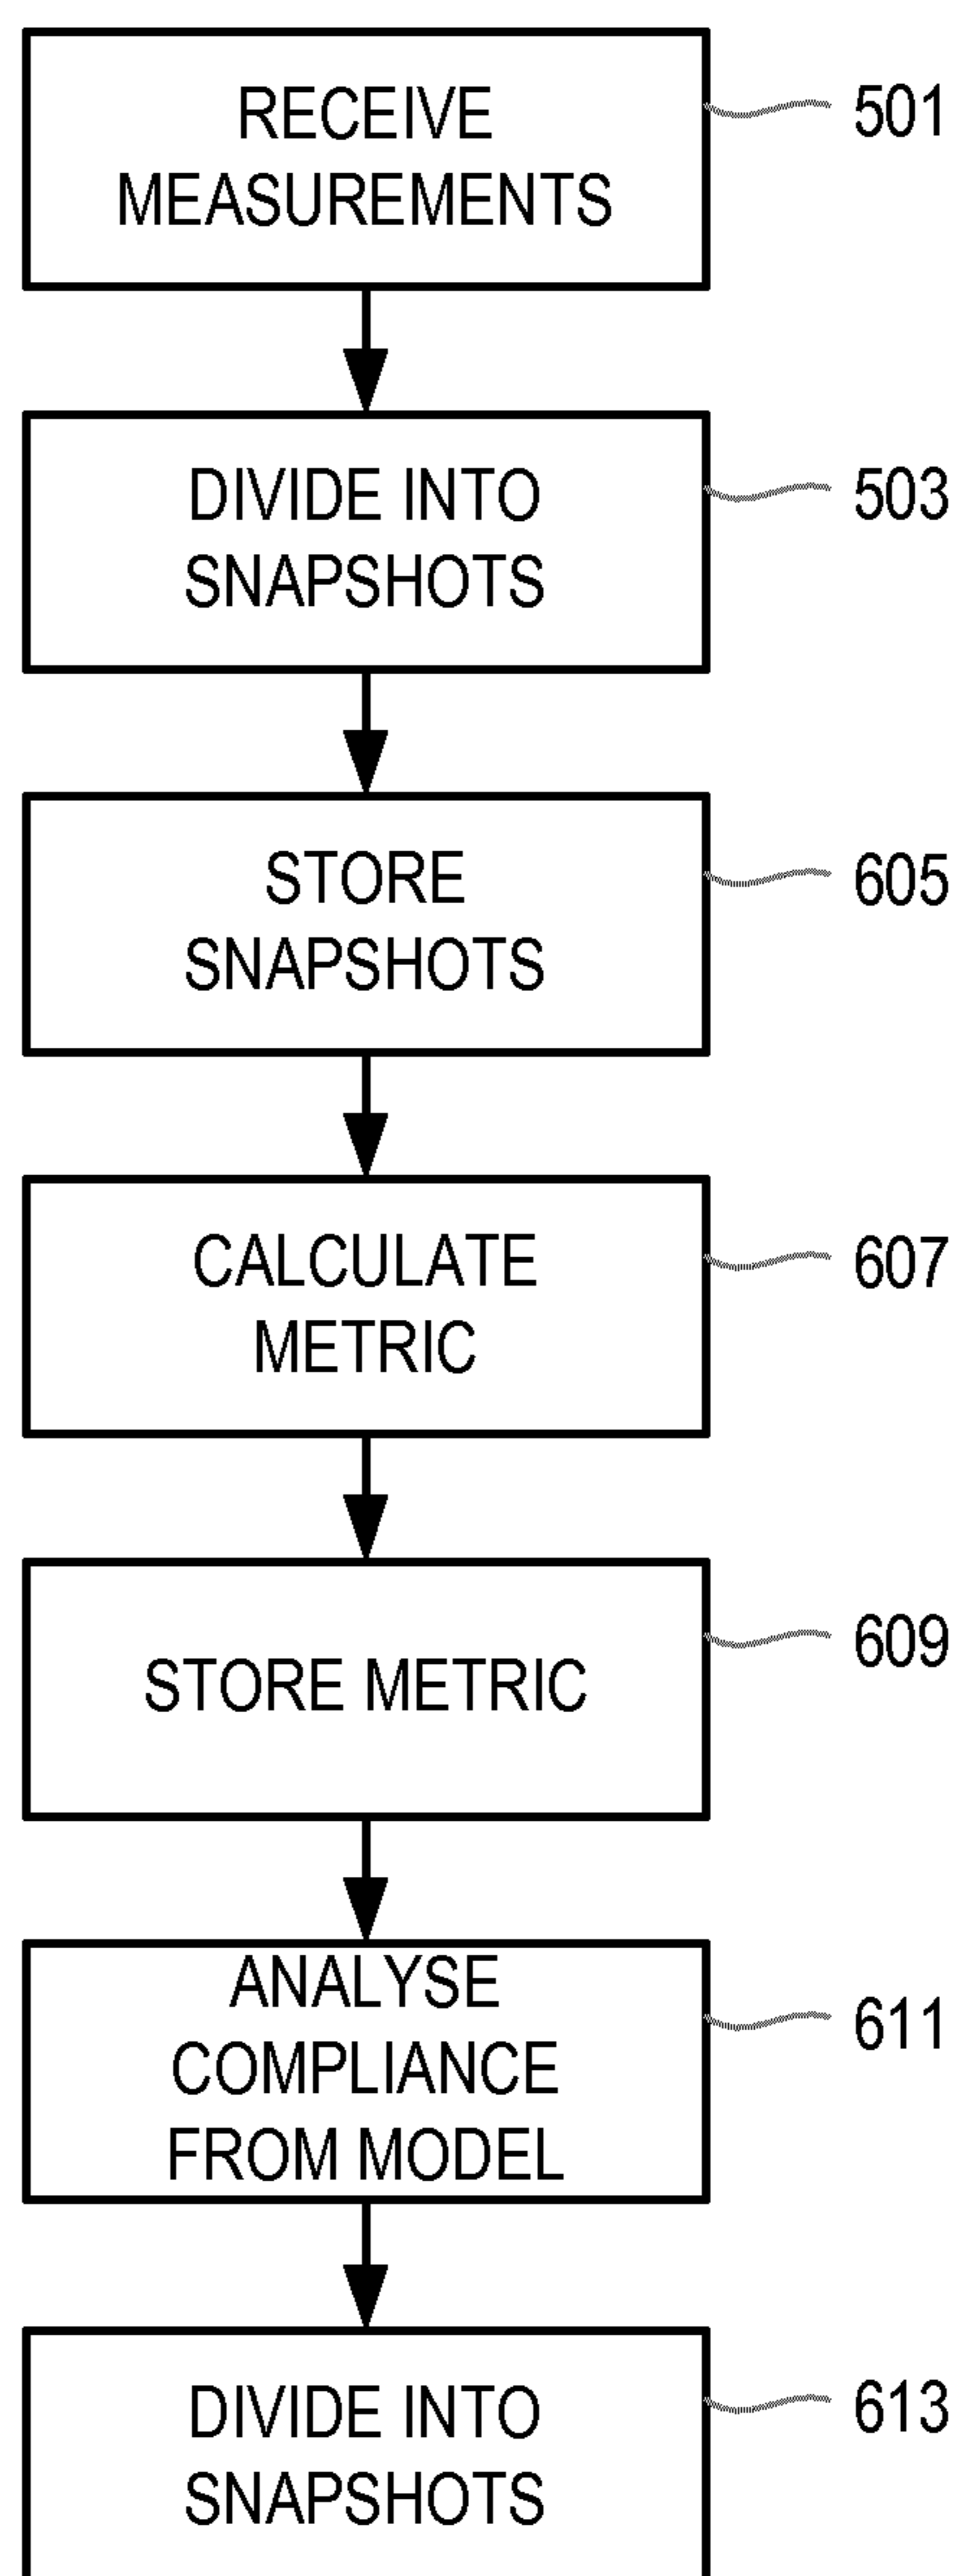 RECEIVE
MEASUREMENTS
501
DIVIDE INTO
SNAPSHOTS
503
STORE
SNAPSHOTS
605
CALCULATE
METRIC
607
STORE METRIC
609
ANALYSE
COMPLIANCE
FROM MODEL
611
DIVIDE INTO
SNAPSHOTS
613